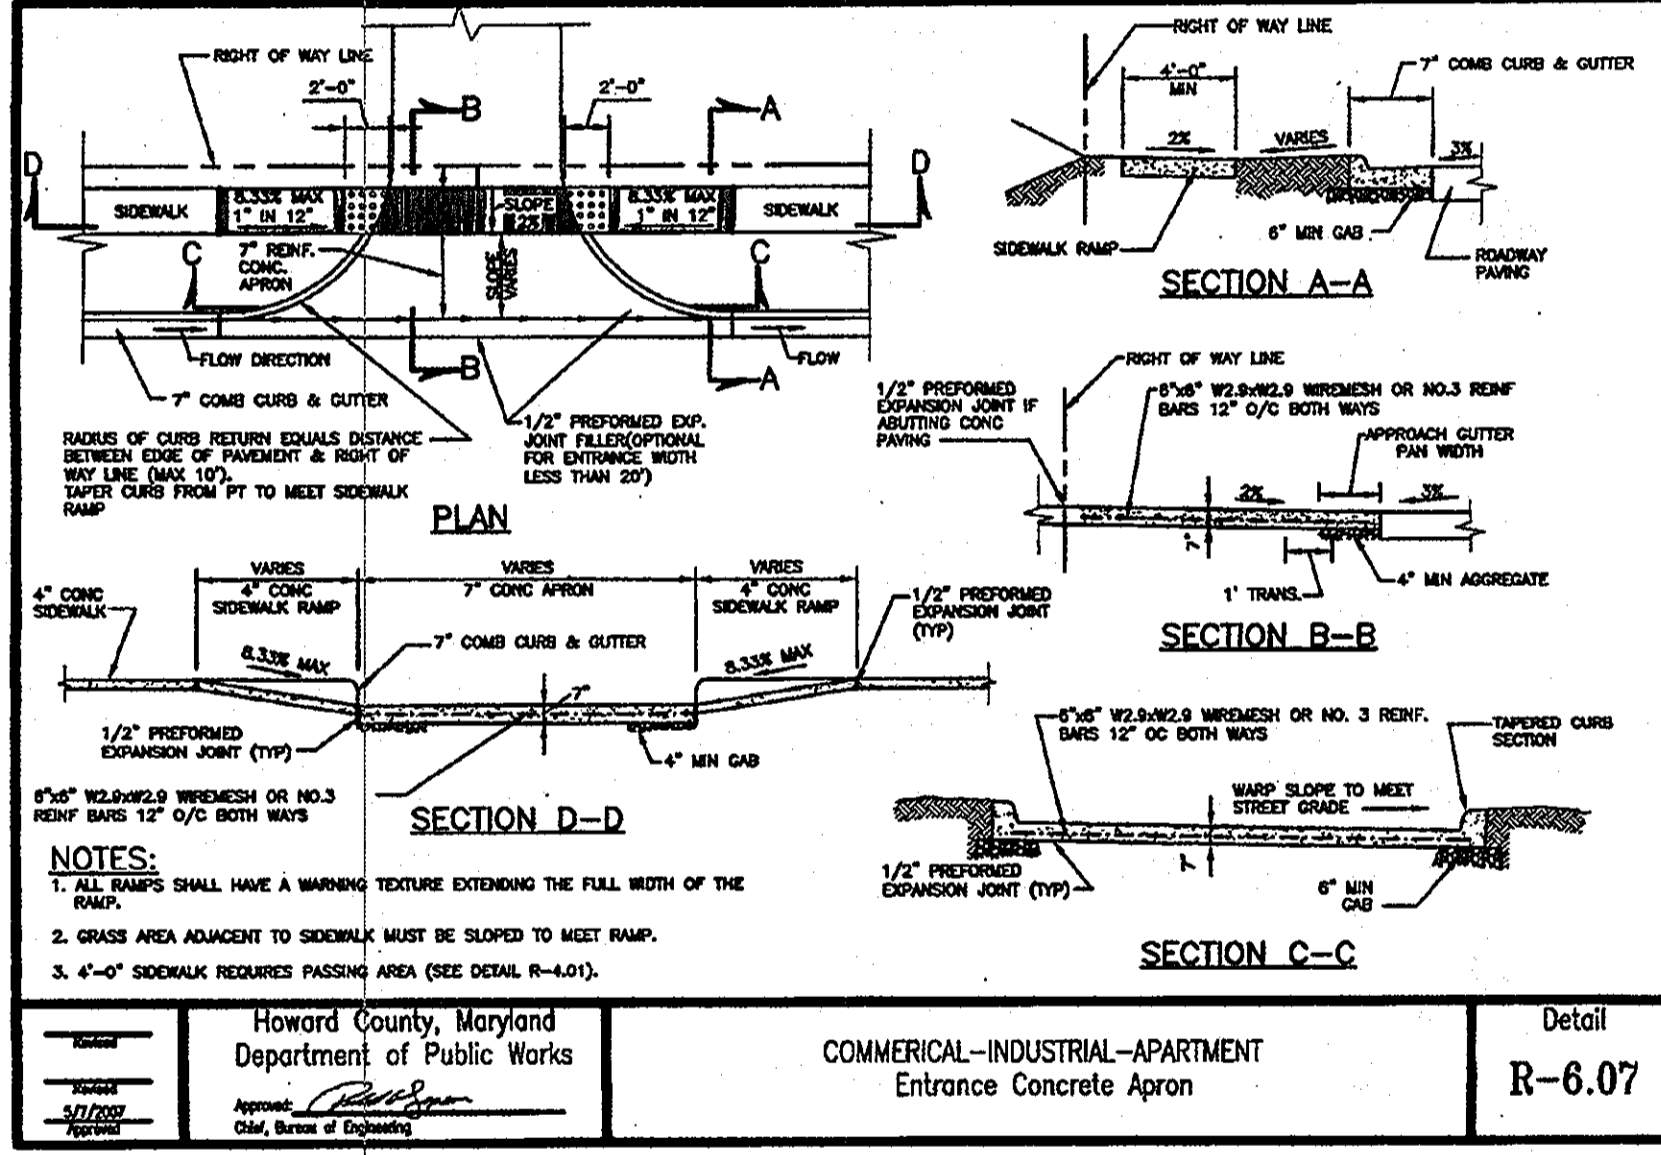 RIGHT OF WAY LINE
2'-0"
2'-0"
B
A
D
D
SIDEWALK
8.33% MAX
1" IN 12"
SLOPE
2%
8.33% MAX
1" IN 12"
SIDEWALK
C
7" REINF.
CONC.
APRON
SLOPE
VARIES
C
FLOW DIRECTION
B
A
FLOW
7" COMB CURB & GUTTER
RADIUS OF CURB RETURN EQUALS DISTANCE
BETWEEN EDGE OF PAVEMENT & RIGHT OF
WAY LINE (MAX 10').
TAPER CURB FROM PT TO MEET SIDEWALK
RAMP
1/2" PREFORMED EXP.
JOINT FILLER(OPTIONAL
FOR ENTRANCE WIDTH
LESS THAN 20')
PLAN
RIGHT OF WAY LINE
4'-0"
MIN
7" COMB CURB & GUTTER
2%
VARIES
3%
SIDEWALK RAMP
6" MIN GAB
ROADWAY
PAVING
SECTION A-A
RIGHT OF WAY LINE
1/2" PREFORMED
EXPANSION JOINT IF
ABUTTING CONC
PAVING
6"x6" W2.9xW2.9 WIREMESH OR NO.3 REINF
BARS 12" O/C BOTH WAYS
APPROACH GUTTER
PAN WIDTH
2%
3%
7"
1' TRANS.
4" MIN AGGREGATE
SECTION B-B
VARIES
VARIES
VARIES
4" CONC
SIDEWALK
4" CONC
SIDEWALK RAMP
7" CONC APRON
4" CONC
SIDEWALK RAMP
1/2" PREFORMED
EXPANSION JOINT
(TYP)
8.33% MAX
7" COMB CURB & GUTTER
8.33% MAX
7"
1/2" PREFORMED
EXPANSION JOINT (TYP)
4" MIN GAB
6"x6" W2.9xW2.9 WIREMESH OR NO.3
REINF BARS 12" O/C BOTH WAYS
SECTION D-D
6"x6" W2.9xW2.9 WIREMESH OR NO. 3 REINF.
BARS 12" OC BOTH WAYS
TAPERED CURB
SECTION
WARP SLOPE TO MEET
STREET GRADE
1/2" PREFORMED
EXPANSION JOINT (TYP)
7"
6" MIN
GAB
SECTION C-C
NOTES:
1. ALL RAMPS SHALL HAVE A WARNING TEXTURE EXTENDING THE FULL WIDTH OF THE
RAMP.
2. GRASS AREA ADJACENT TO SIDEWALK MUST BE SLOPED TO MEET RAMP.
3. 4'-0" SIDEWALK REQUIRES PASSING AREA (SEE DETAIL R-4.01).
Revised
Revised
5/7/2007
Approved
Howard County, Maryland
Department of Public Works
Approved:
Chief, Bureau of Engineering
COMMERICAL-INDUSTRIAL-APARTMENT
Entrance Concrete Apron
Detail
R-6.07